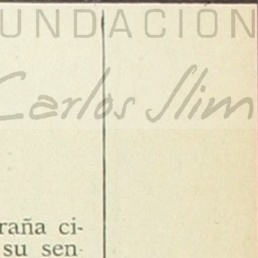 UNDACIÓN
Carlos Slim
raña ci-
su sen-